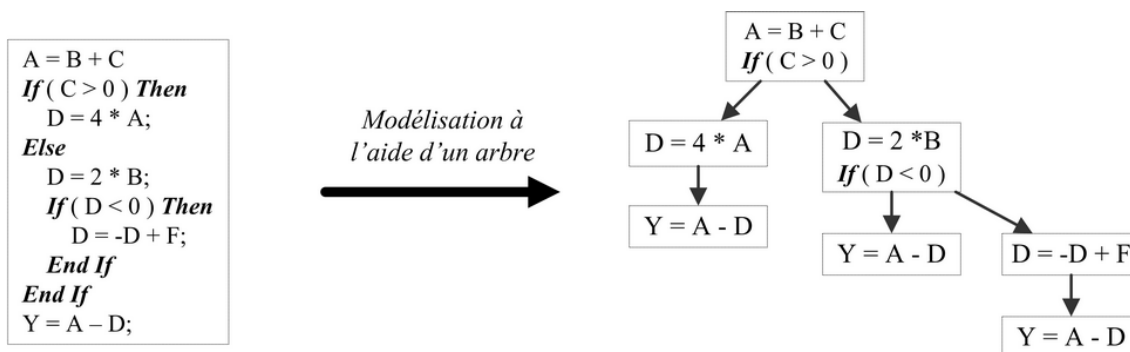 A = B + C
If ( C > 0 ) Then
D = 4 * A;
Else
D = 2 * B;
If ( D < 0 ) Then
D = -D + F;
End If
End If
Y = A – D;
Modélisation à
l’aide d’un arbre
A = B + C
If ( C > 0 )
D = 4 * A
D = 2 *B
If ( D < 0 )
Y = A - D
Y = A - D
D = -D + F
Y = A - D